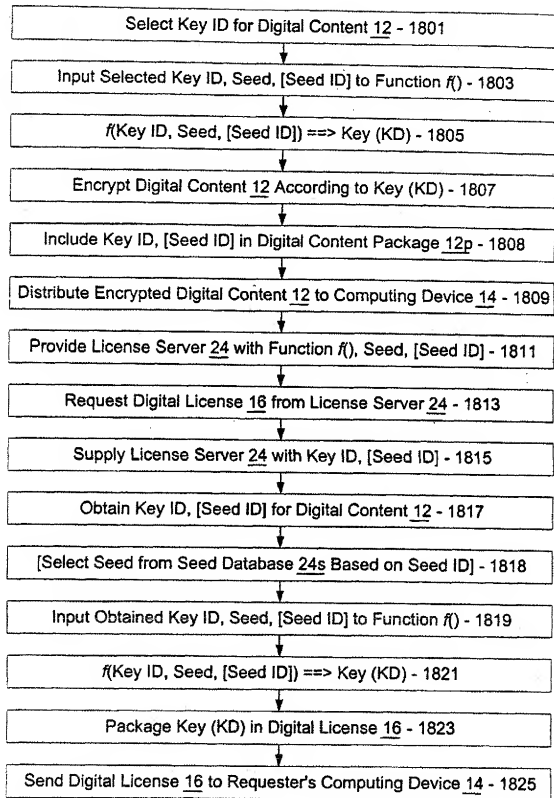 Select Key ID for Digital Content 12 - 1801
Input Selected Key ID, Seed, [Seed ID] to Function f() - 1803
f(Key ID, Seed, [Seed ID]) ==> Key (KD) - 1805
Encrypt Digital Content 12 According to Key (KD) - 1807
Include Key ID, [Seed ID] in Digital Content Package 12p - 1808
Distribute Encrypted Digital Content 12 to Computing Device 14 - 1809
Provide License Server 24 with Function f(), Seed, [Seed ID] - 1811
Request Digital License 16 from License Server 24 - 1813
Supply License Server 24 with Key ID, [Seed ID] - 1815
Obtain Key ID, [Seed ID] for Digital Content 12 - 1817
[Select Seed from Seed Database 24s Based on Seed ID] - 1818
Input Obtained Key ID, Seed, [Seed ID] to Function f() - 1819
f(Key ID, Seed, [Seed ID]) ==> Key (KD) - 1821
Package Key (KD) in Digital License 16 - 1823
Send Digital License 16 to Requester's Computing Device 14 - 1825